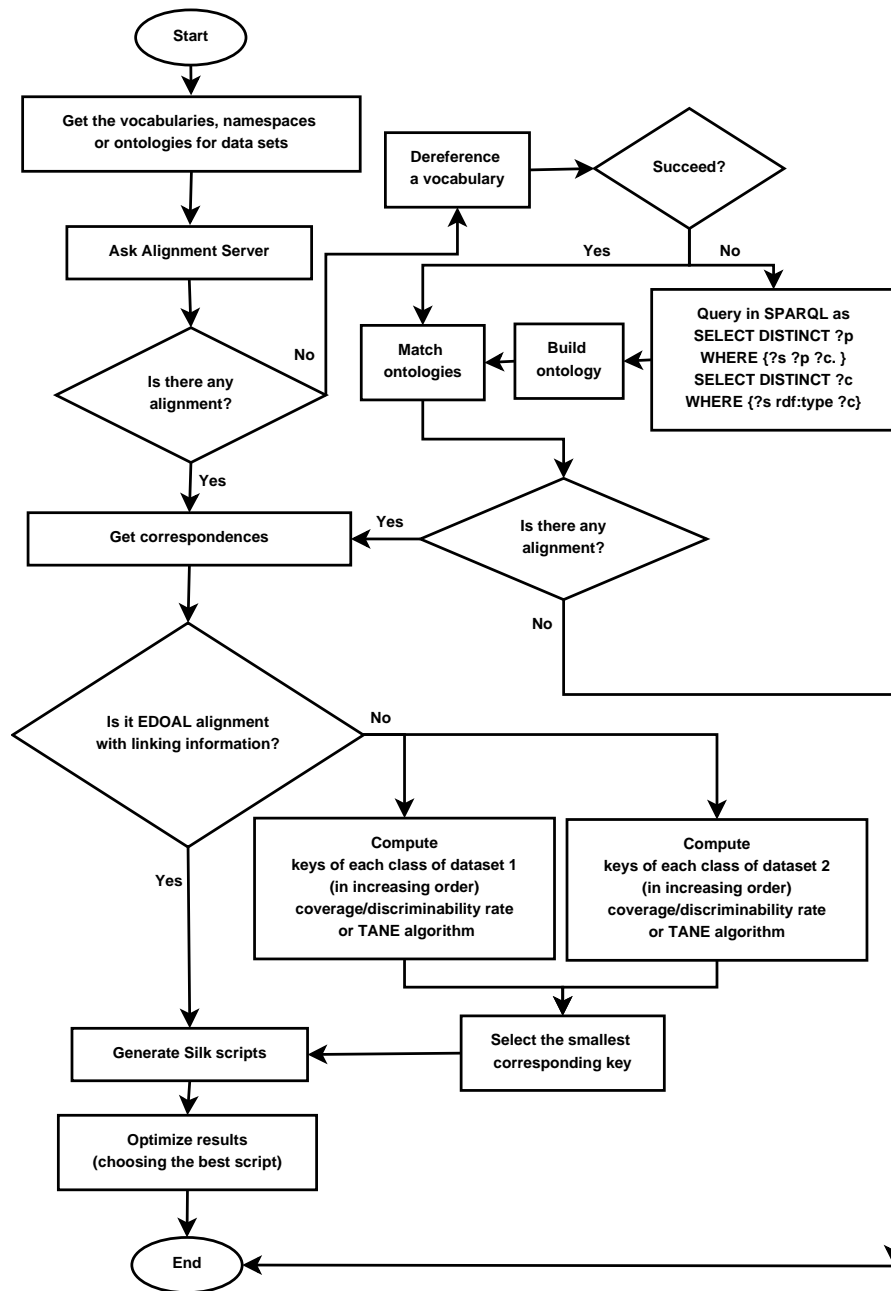 Start
Get the vocabularies, namespaces
or ontologies for data sets
Ask Alignment Server
Is there any
alignment?
No
Yes
Dereference
a vocabulary
Succeed?
Yes
No
Query in SPARQL as
SELECT DISTINCT ?p
WHERE {?s ?p ?c. }
SELECT DISTINCT ?c
WHERE {?s rdf:type ?c}
Build
ontology
Match
ontologies
Is there any
alignment?
Yes
No
Get correspondences
Is it EDOAL alignment
with linking information?
No
Yes
Compute
keys of each class of dataset 1
(in increasing order)
coverage/discriminability rate
or TANE algorithm
Compute
keys of each class of dataset 2
(in increasing order)
coverage/discriminability rate
or TANE algorithm
Select the smallest
corresponding key
Generate Silk scripts
Optimize results
(choosing the best script)
End